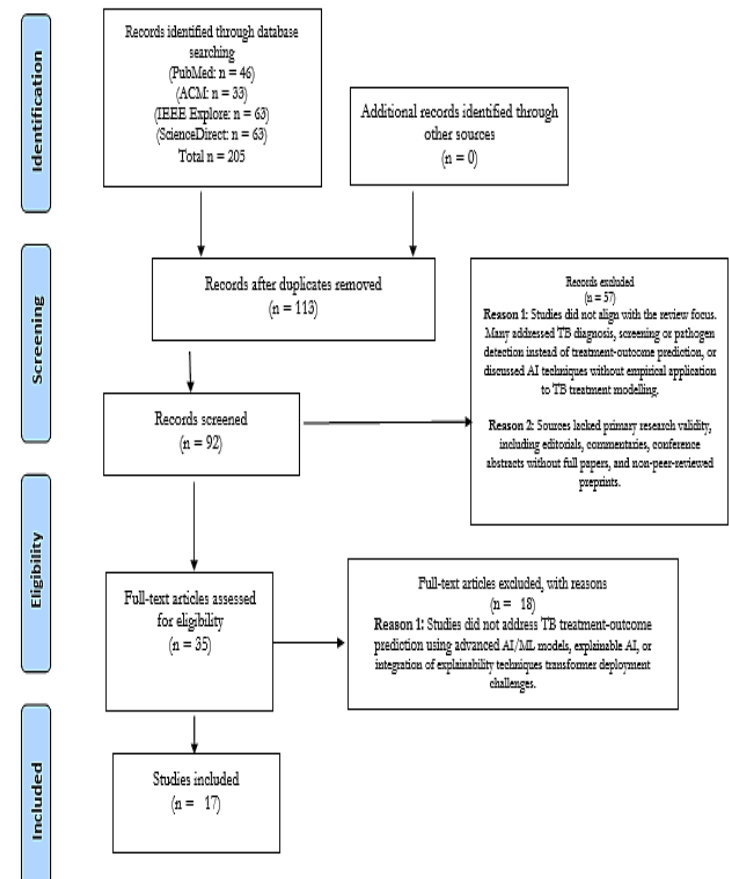 Identification
Records identified through database
searching
(PubMed: n = 46)
(ACM: n = 33)
(IEEE Explore: n = 63)
(ScienceDirect: n = 63)
Total n = 205
Additional records identified through
other sources
(n = 0)
Screening
Records after duplicates removed
(n = 113)
Records screened
(n = 92)
Records excluded
(n = 57)
Reason 1: Studies did not align with the review focus.
Many addressed TB diagnosis, screening or pathogen
detection instead of treatment-outcome prediction, or
discussed AI techniques without empirical application
to TB treatment modelling.
Reason 2: Sources lacked primary research validity,
including editorials, commentaries, conference
abstracts without full papers, and non-peer-reviewed
preprints.
Eligibility
Full-text articles assessed
for eligibility
(n = 35)
Full-text articles excluded, with reasons
(n = 18)
Reason 1: Studies did not address TB treatment-outcome
prediction using advanced AI/ML models, explainable AI, or
integration of explainability techniques transformer deployment
challenges.
Included
Studies included
(n = 17)